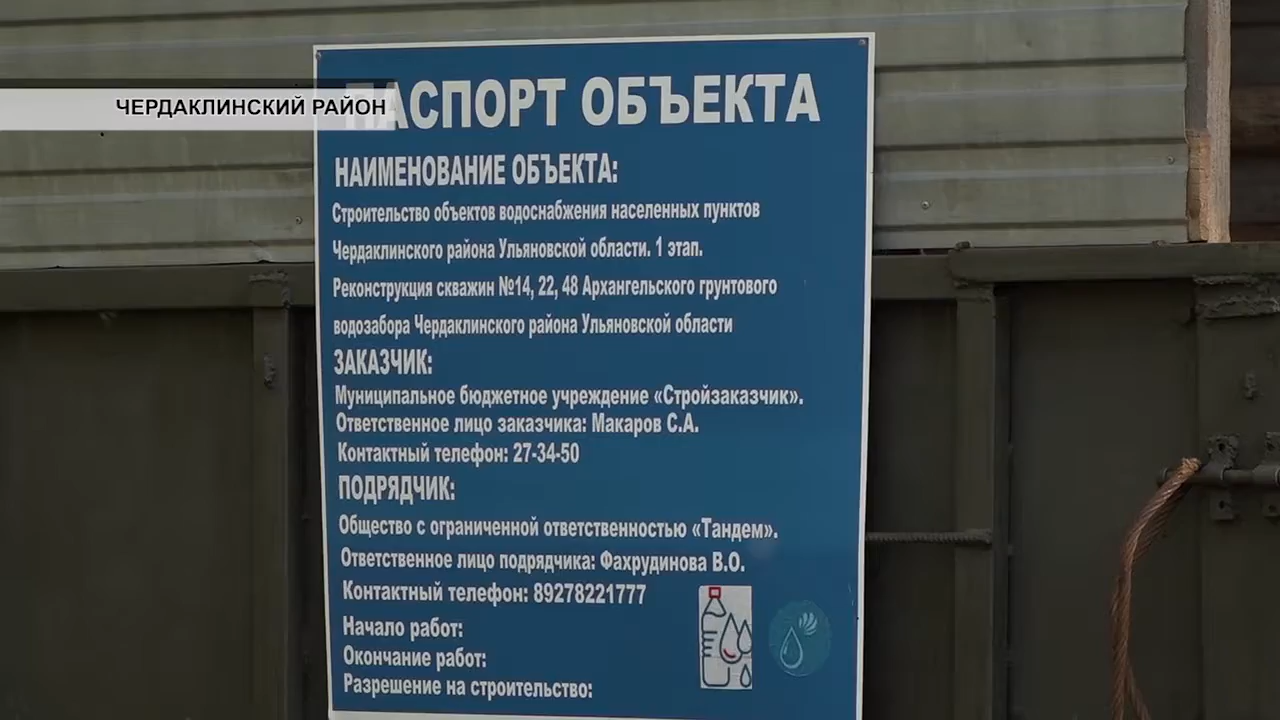 ЧЕРДАКЛИНСКИЙ РАЙОН
ПАСПОРТ ОБЪЕКТА
НАИМЕНОВАНИЕ ОБЪЕКТА:
Строительство объектов водоснабжения населенных пунктов
Чердаклинского района Ульяновской области. 1 этап.
Реконструкция скважин №14, 22, 48 Архангельского грунтового
водозабора Чердаклинского района Ульяновской области
ЗАКАЗЧИК:
Муниципальное бюджетное учреждение «Стройзаказчик».
Ответственное лицо заказчика: Макаров С.А.
Контактный телефон: 27-34-50
ПОДРЯДЧИК:
Общество с ограниченной ответственностью «Тандем».
Ответственное лицо подрядчика: Фахрудинова В.О.
Контактный телефон: 89278221777
Начало работ:
Окончание работ:
Разрешение на строительство: